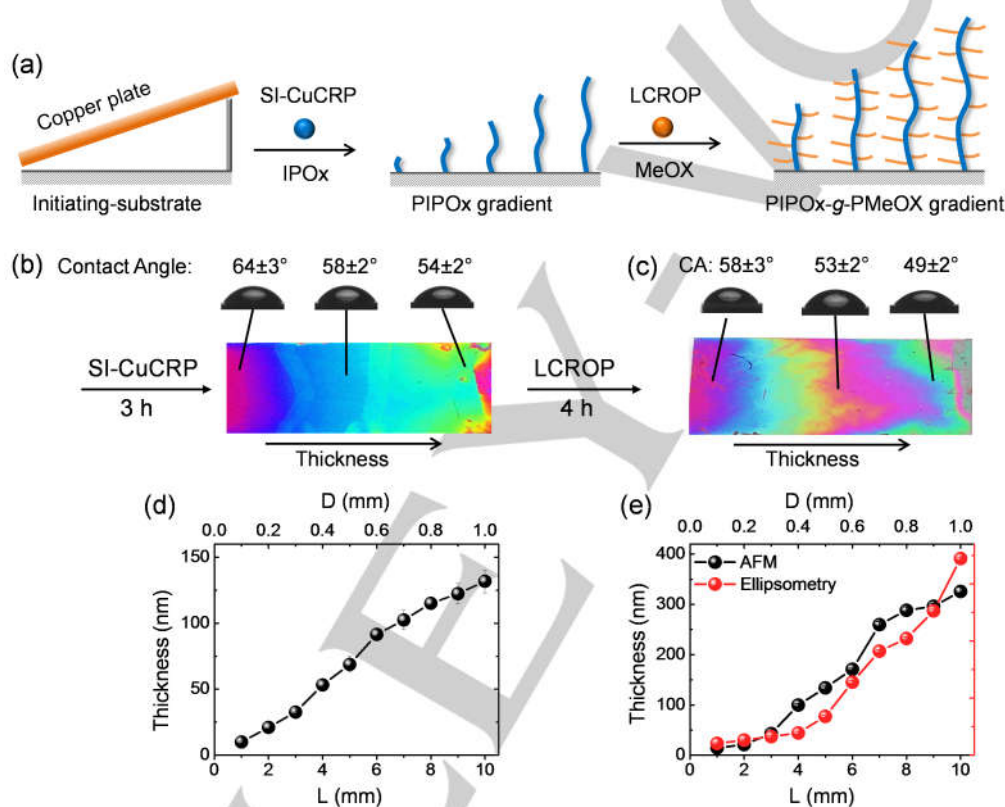 (a)
Copper plate
SI-CuCRP
IPOx
LCROP
MeOX
Initiating-substrate
PIPOx gradient
PIPOx-g-PMeOX gradient
(b) Contact Angle: 64±3° 58±2° 54±2°
(c) CA: 58±3° 53±2° 49±2°
SI-CuCRP
3 h
LCROP
4 h
Thickness
Thickness
(d)
D (mm)
0.0 0.2 0.4 0.6 0.8 1.0
150
100
50
0
Thickness (nm)
0 2 4 6 8 10
L (mm)
(e)
D (mm)
0.0 0.2 0.4 0.6 0.8 1.0
AFM
Ellipsometry
400
300
200
100
0
Thickness (nm)
0 2 4 6 8 10
L (mm)